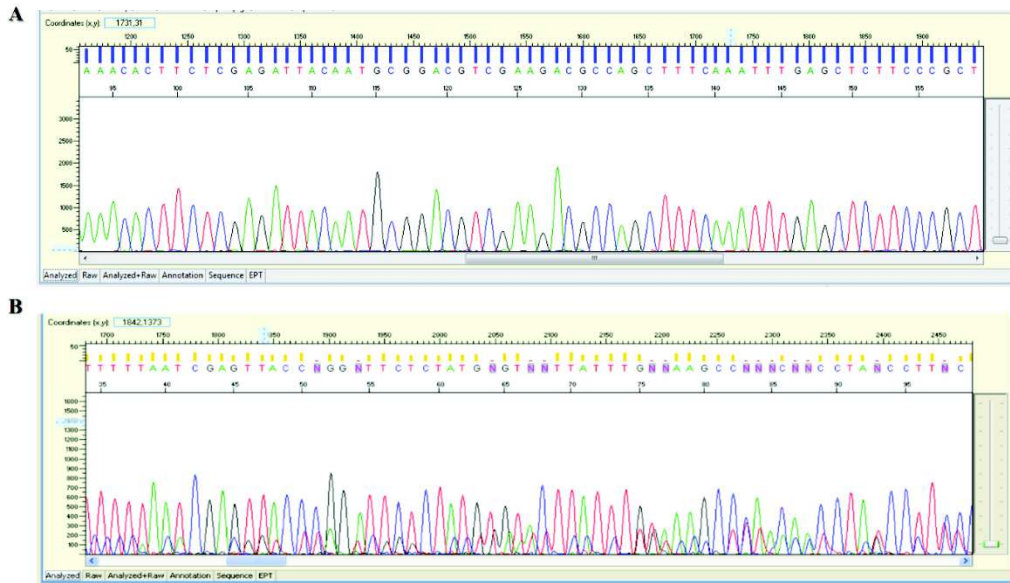 A
Coordinates (x,y): 1731,31
1200 1250 1300 1350 1400 1450 1500 1550 1600 1650 1700 1750 1800 1850 1900
50
A A A C A C T T C T C G A G A T T A C A A T G C G G A C G T C G A A G A C G C C A G C T T T C A A A T T T G A G C T C T T C C C G C T
95 100 105 110 115 120 125 130 135 140 145 150 155
3000
2500
2000
1500
1000
500
Analyzed Raw Analyzed+Raw Annotation Sequence EPT
B
Coordinates (x,y): 1842,1373
1700 1750 1800 1850 1900 1950 2000 2050 2100 2150 2200 2250 2300 2350 2400 2450
50
T T T T T A A T C G A G T T A C C N G G N T T C T C T A T G N G T N N T T A T T T G N N A A G C C N N N C N N C C T A N C C T T N C
35 40 45 50 55 60 65 70 75 80 85 90 95
1600
1500
1300
1200
1100
1000
900
800
700
600
500
400
300
200
100
Analyzed Raw Analyzed+Raw Annotation Sequence EPT